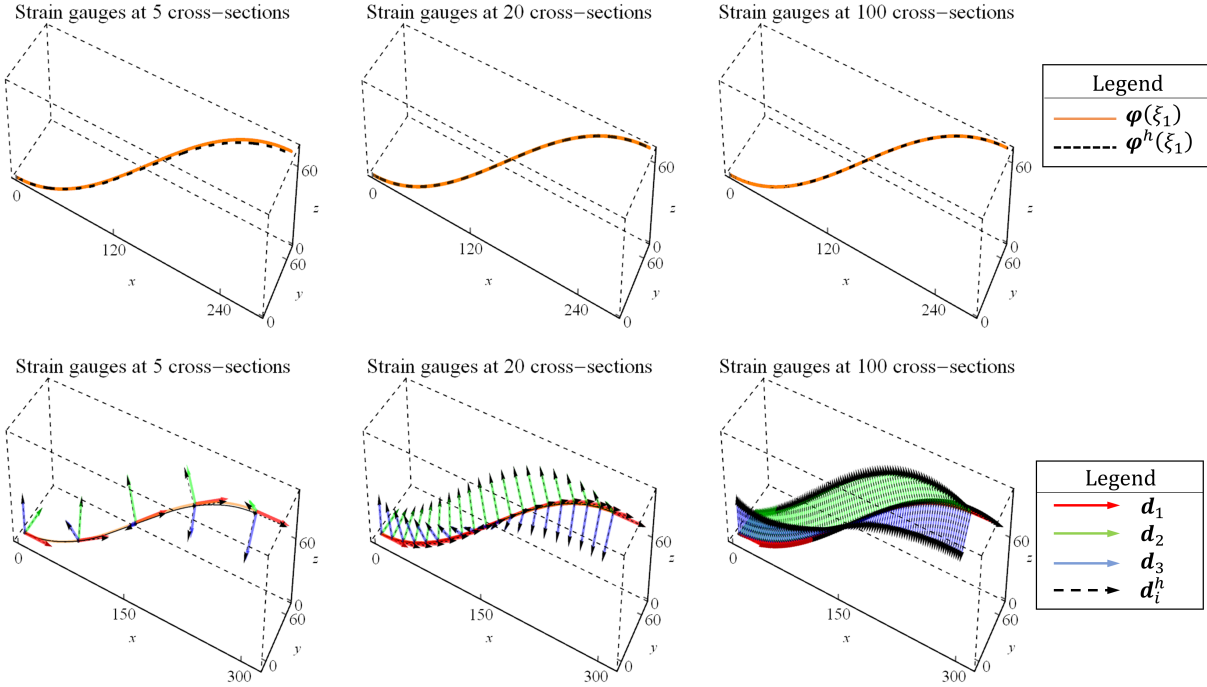 Strain gauges at 5 cross−sections
Strain gauges at 20 cross−sections
Strain gauges at 100 cross−sections
0
120
240
x
0
60
y
0
60
z
0
120
240
x
0
60
y
0
60
z
0
120
240
x
0
60
y
0
60
z
Legend
φ(ξ₁)
φʰ(ξ₁)
Strain gauges at 5 cross−sections
Strain gauges at 20 cross−sections
Strain gauges at 100 cross−sections
0
150
300
x
0
60
y
0
60
z
0
150
300
x
0
60
y
0
60
z
0
150
300
x
0
60
y
0
60
z
Legend
d₁
d₂
d₃
dᵢʰ